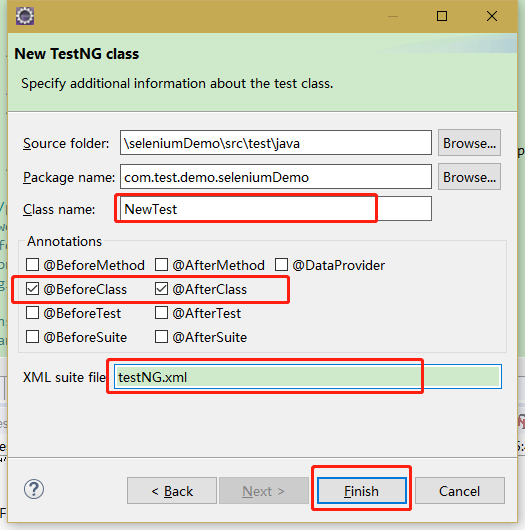 New TestNG class
Specify additional information about the test class.
Source folder: \seleniumDemo\src\test\java Browse...
Package name: com.test.demo.seleniumDemo Browse...
Class name: NewTest
Annotations
@BeforeMethod @AfterMethod @DataProvider
@BeforeClass @AfterClass
@BeforeTest @AfterTest
@BeforeSuite @AfterSuite
XML suite file testNG.xml
? < Back Next > Finish Cancel